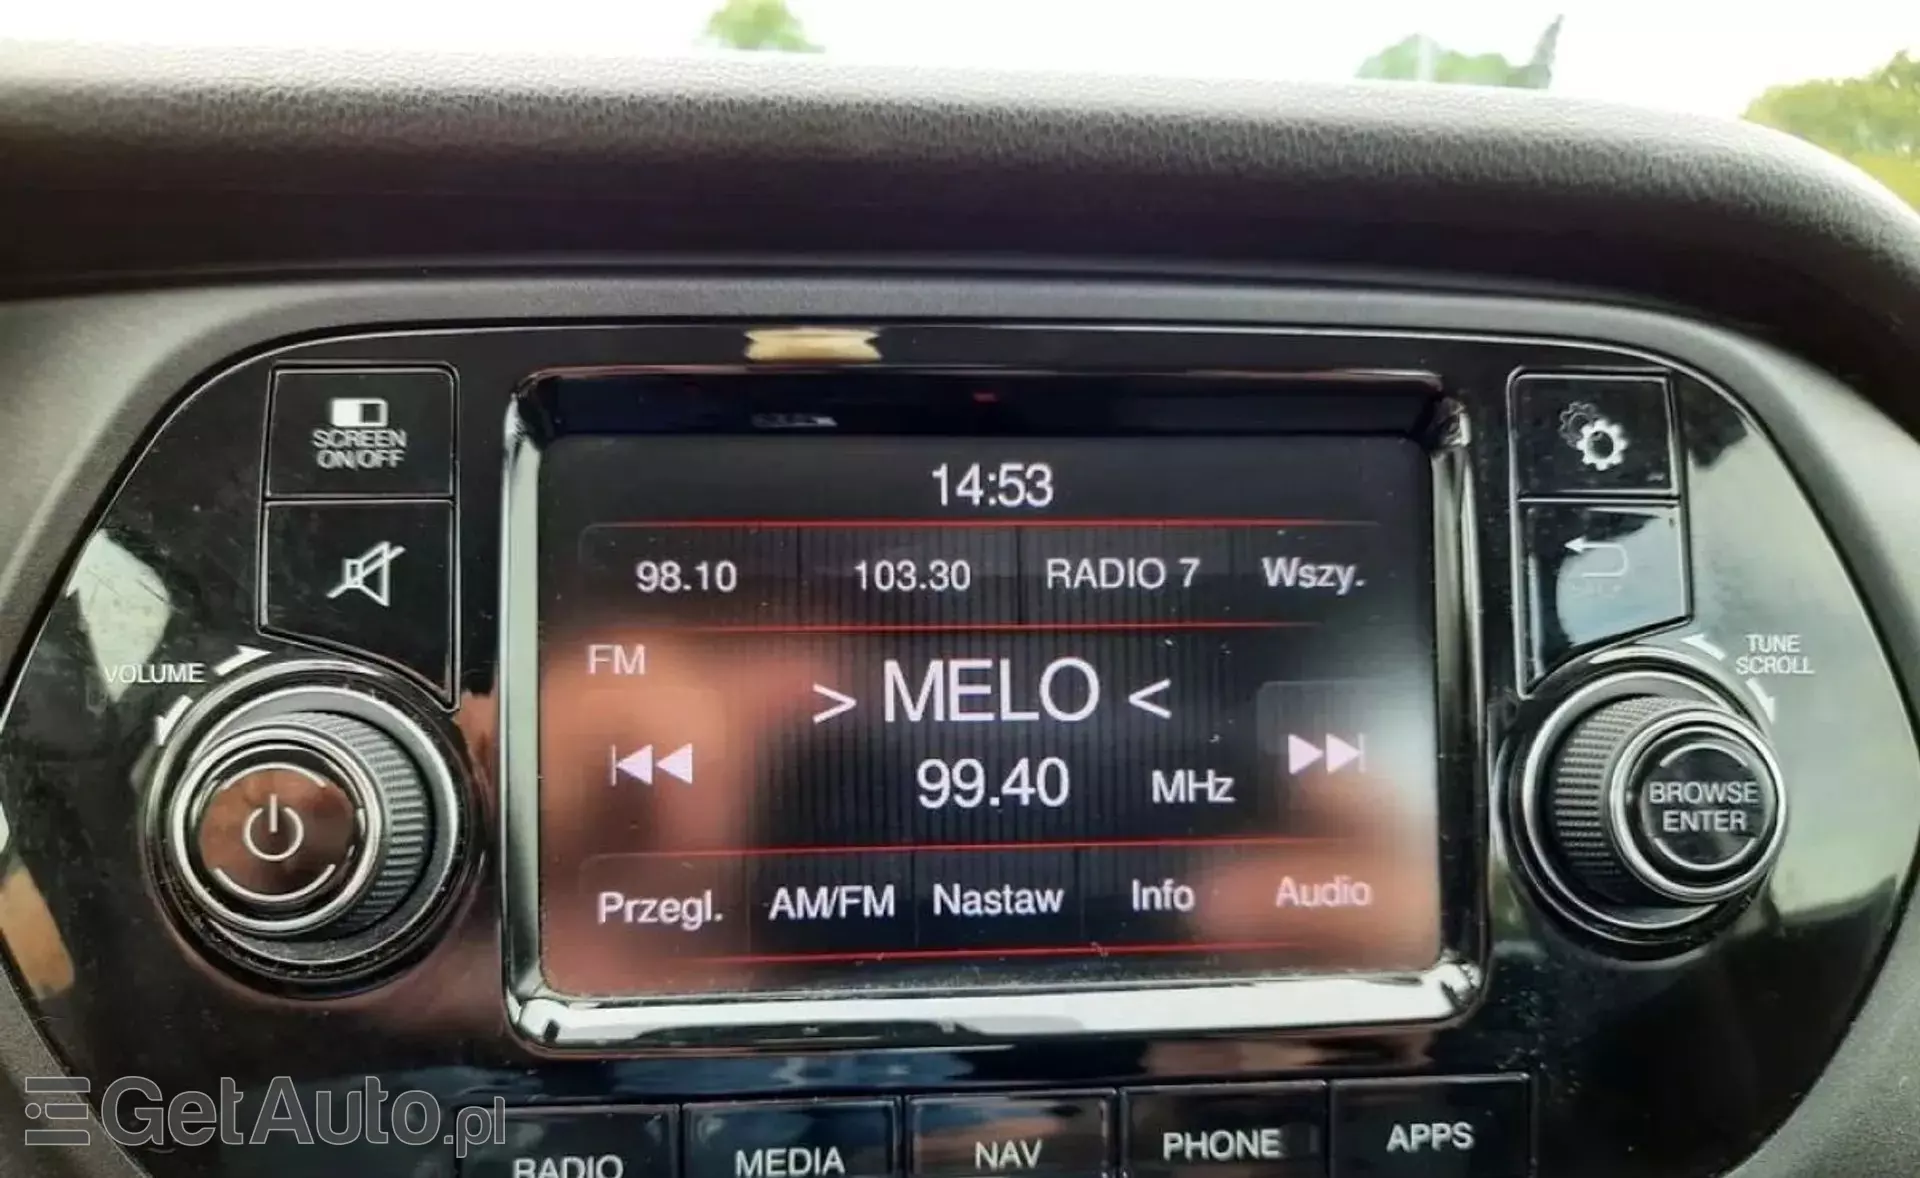 SCREEN
ON/OFF
14:53
98.10 103.30 RADIO 7 Wszy.
FM
VOLUME
TUNE
SCROLL
> MELO <
99.40 MHz
BROWSE
ENTER
Przegl. AM/FM Nastaw Info Audio
GetAuto.pl
RADIO MEDIA NAV PHONE APPS